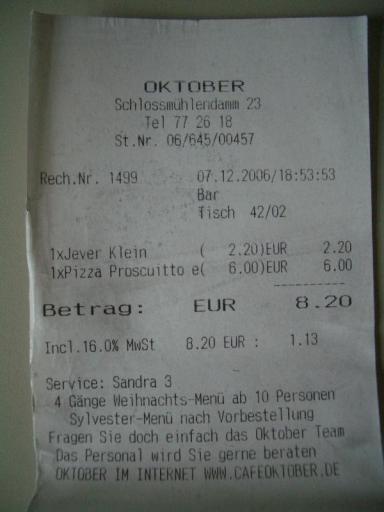 OKTOBER
Schlossmühlendamm 23
Tel 77 26 18
St.Nr. 06/645/00457
Rech.Nr. 1499 07.12.2006/18:53:53
Bar
Tisch 42/02
1xJever Klein ( 2.20)EUR 2.20
1xPizza Proscuitto e( 6.00)EUR 6.00
Betrag: EUR 8.20
Incl.16.0% MwSt 8.20 EUR : 1.13
Service: Sandra 3
4 Gänge Weihnachts-Menü ab 10 Personen
Sylvester-Menü nach Vorbestellung
Fragen Sie doch einfach das Oktober Team
Das Personal wird Sie gerne beraten
OKTOBER IM INTERNET WWW.CAFEOKTOBER.DE